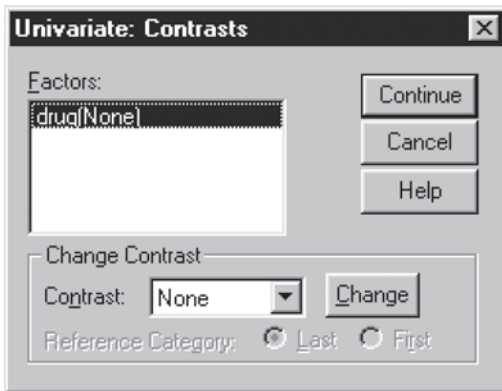 Univariate: Contrasts
Factors:
drug(None)
Continue
Cancel
Help
Change Contrast
Contrast: None Change
Reference Category: Last First